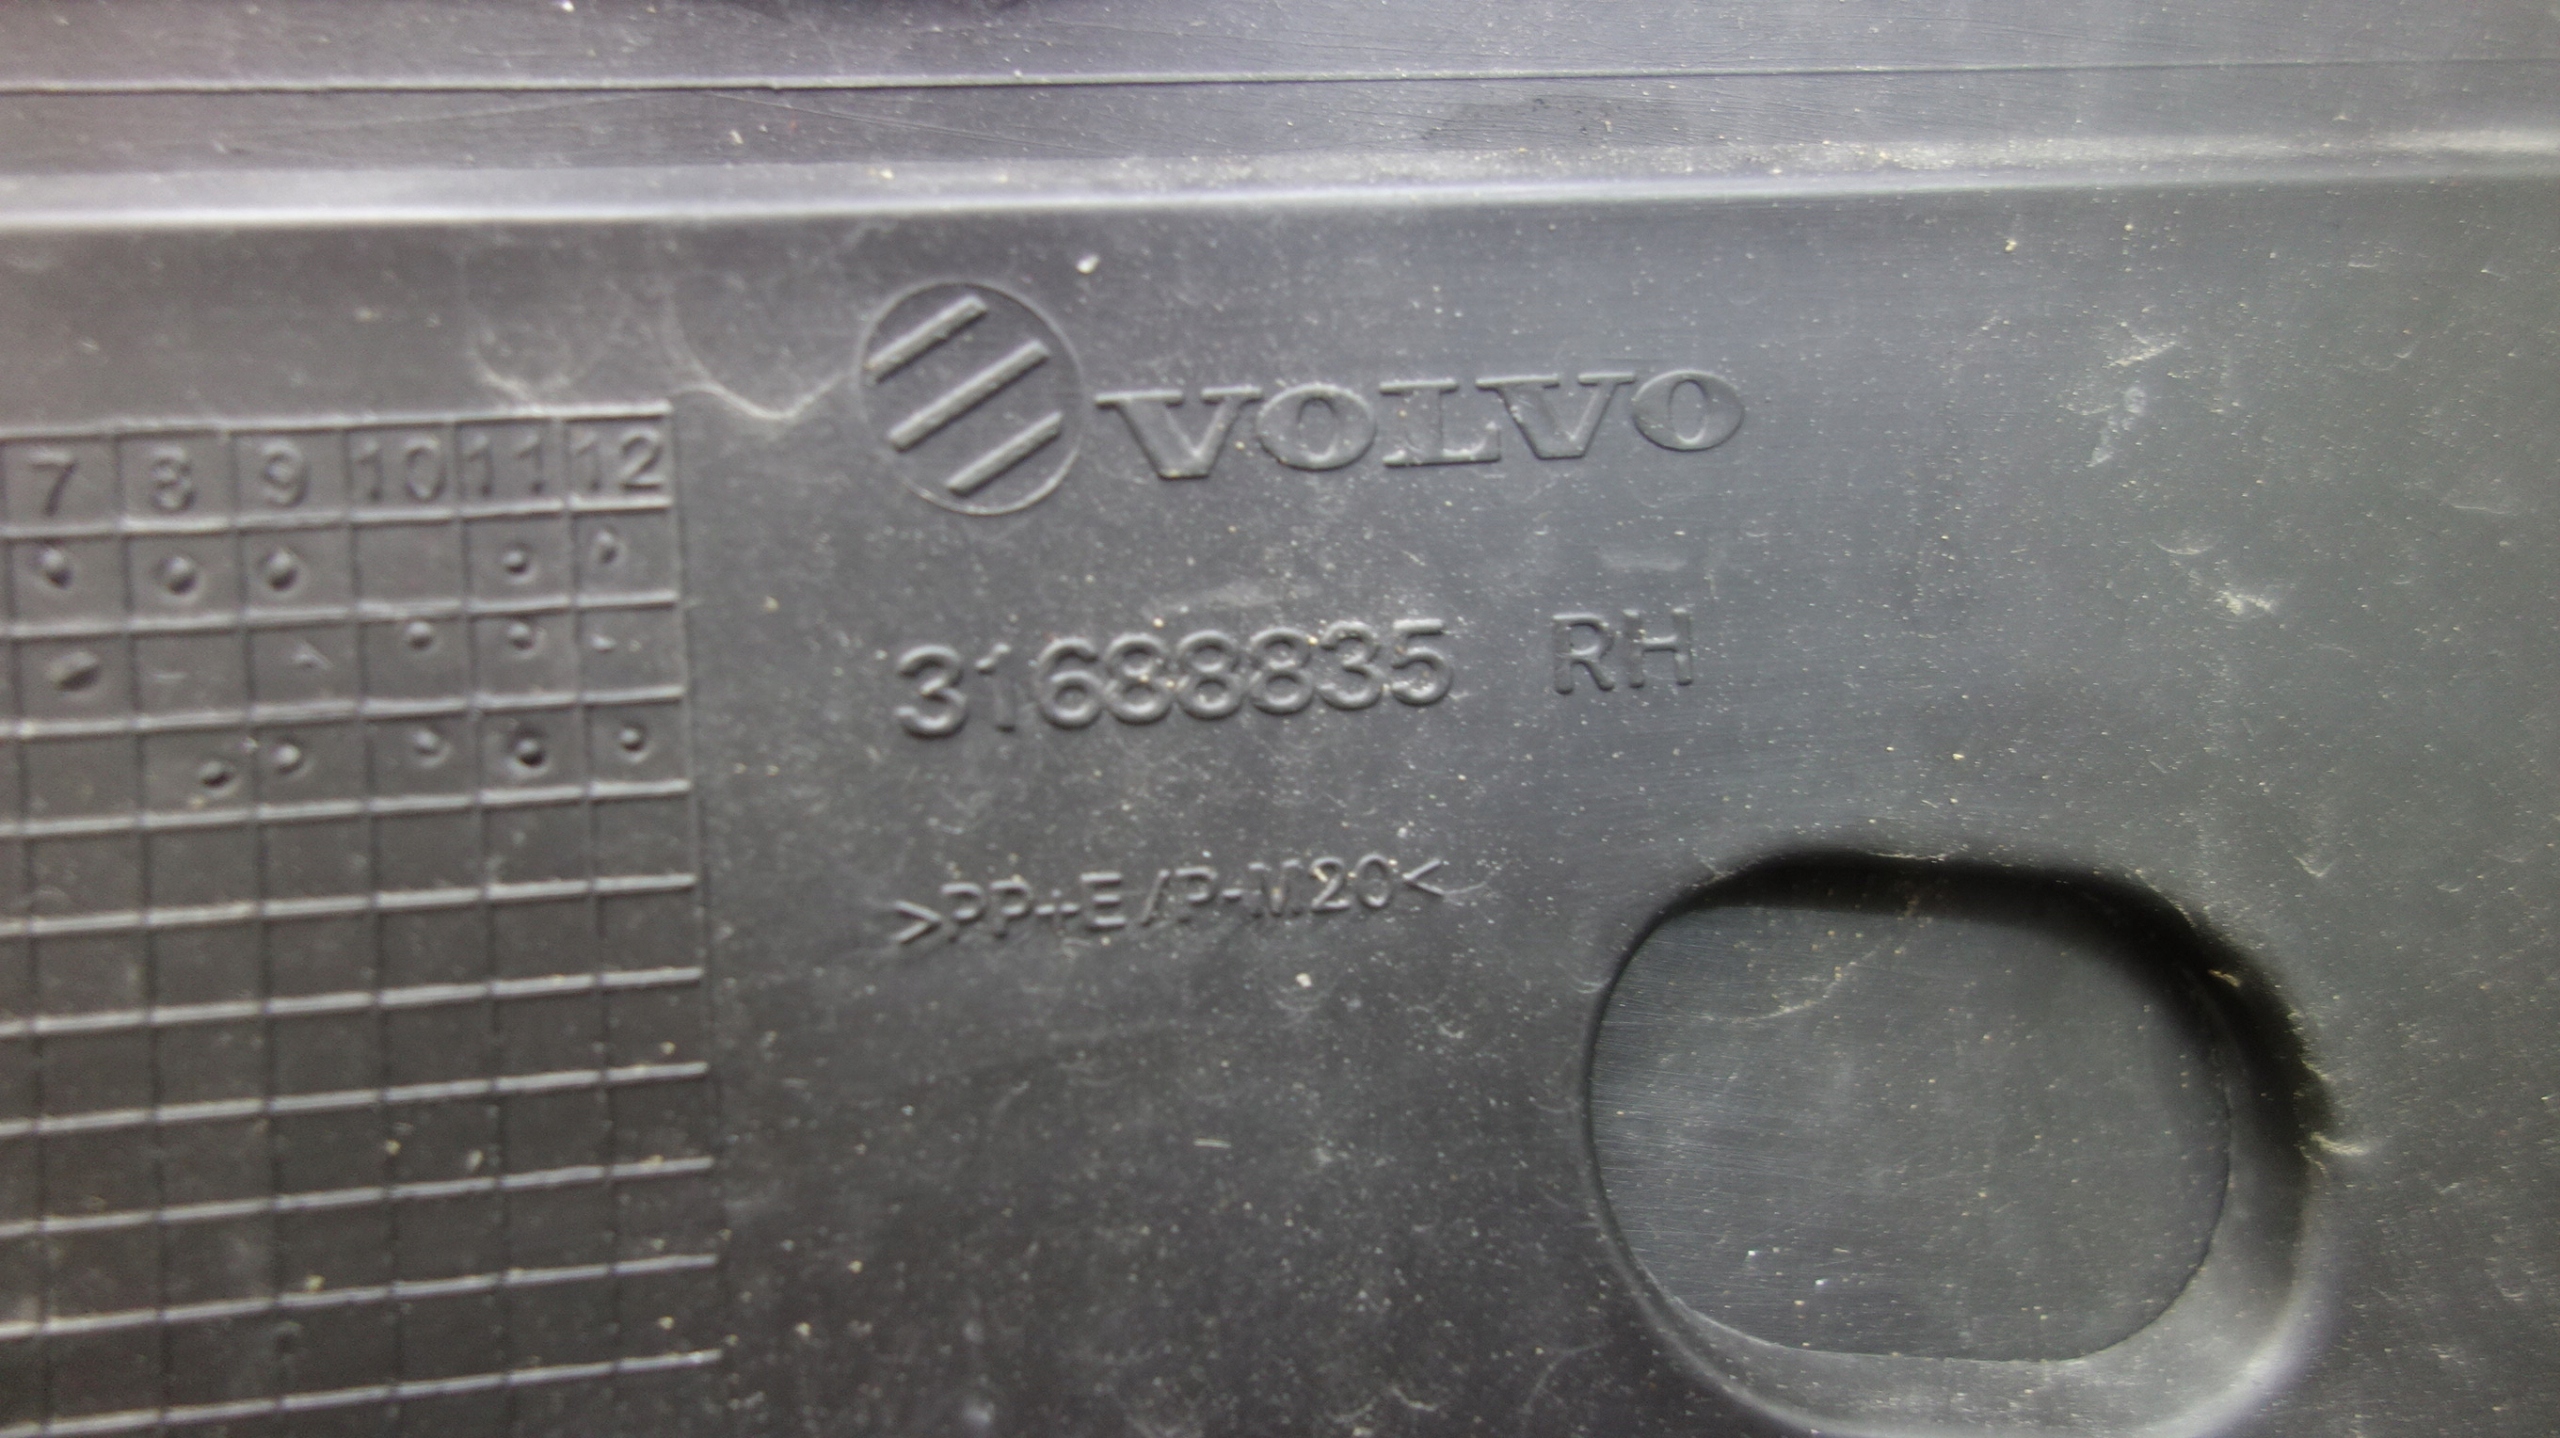 VOLVO
7 8 9 10 11 12
31688835 RH
>PP+E/P-M20<